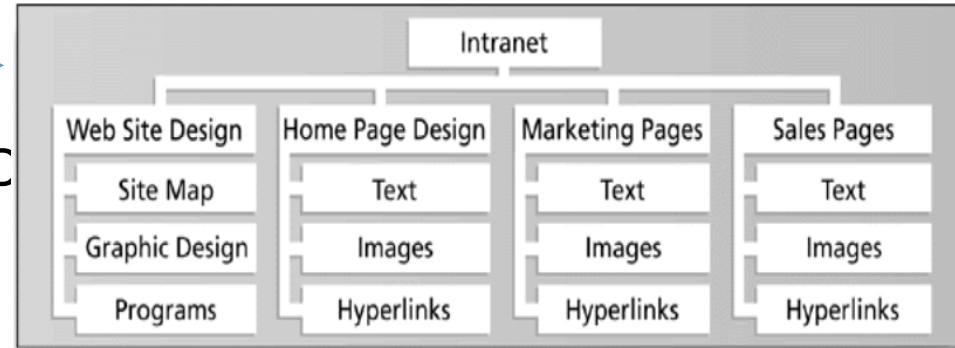 Intranet
Web Site Design
Site Map
Graphic Design
Programs
Home Page Design
Text
Images
Hyperlinks
Marketing Pages
Text
Images
Hyperlinks
Sales Pages
Text
Images
Hyperlinks